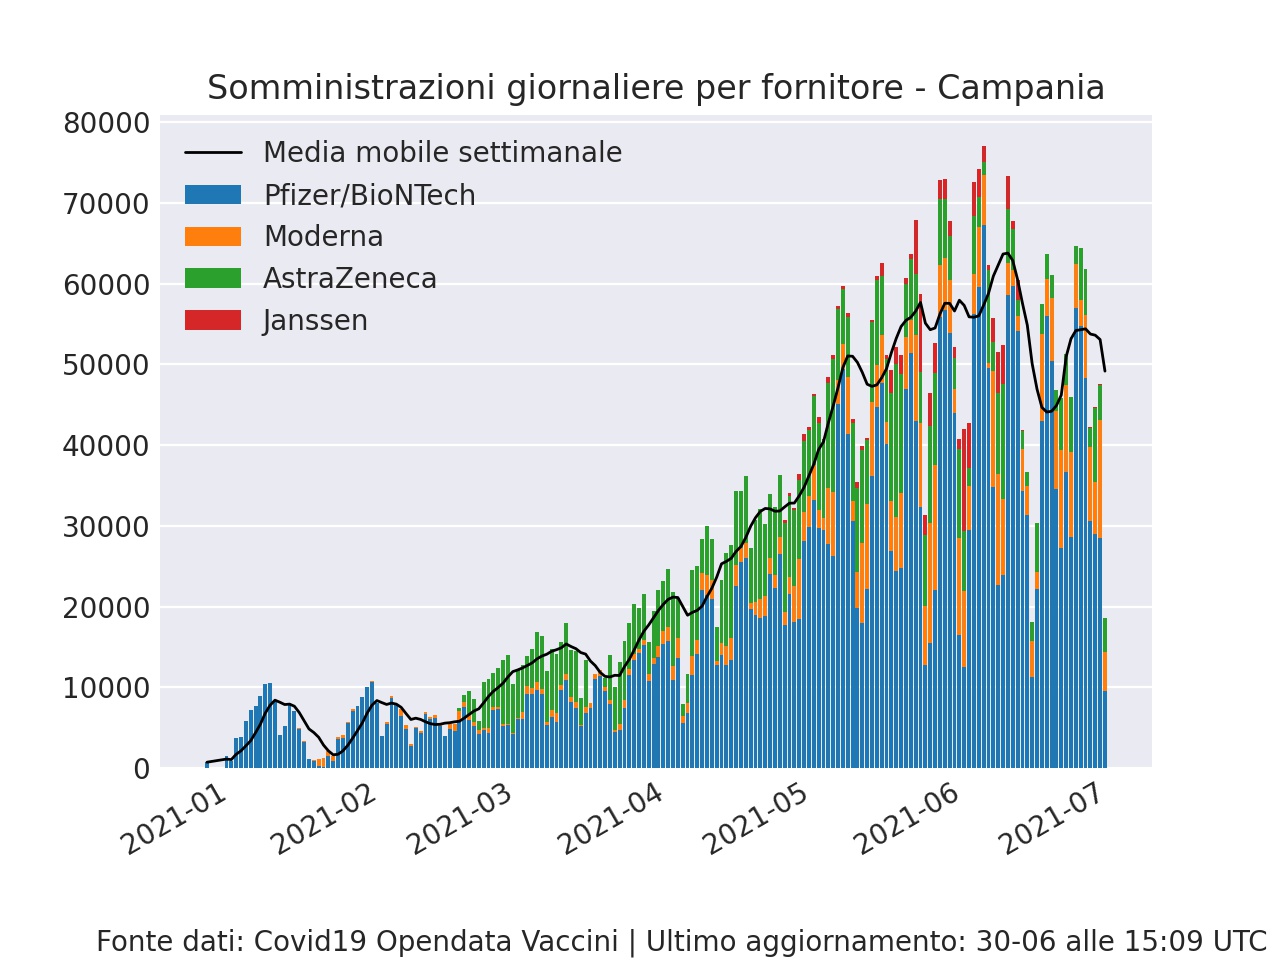 Somministrazioni giornaliere per fornitore - Campania
80000
70000
60000
50000
40000
30000
20000
10000
0
Media mobile settimanale
Pfizer/BioNTech
Moderna
AstraZeneca
Janssen
2021-01
2021-02
2021-03
2021-04
2021-05
2021-06
2021-07
Fonte dati: Covid19 Opendata Vaccini | Ultimo aggiornamento: 30-06 alle 15:09 UTC